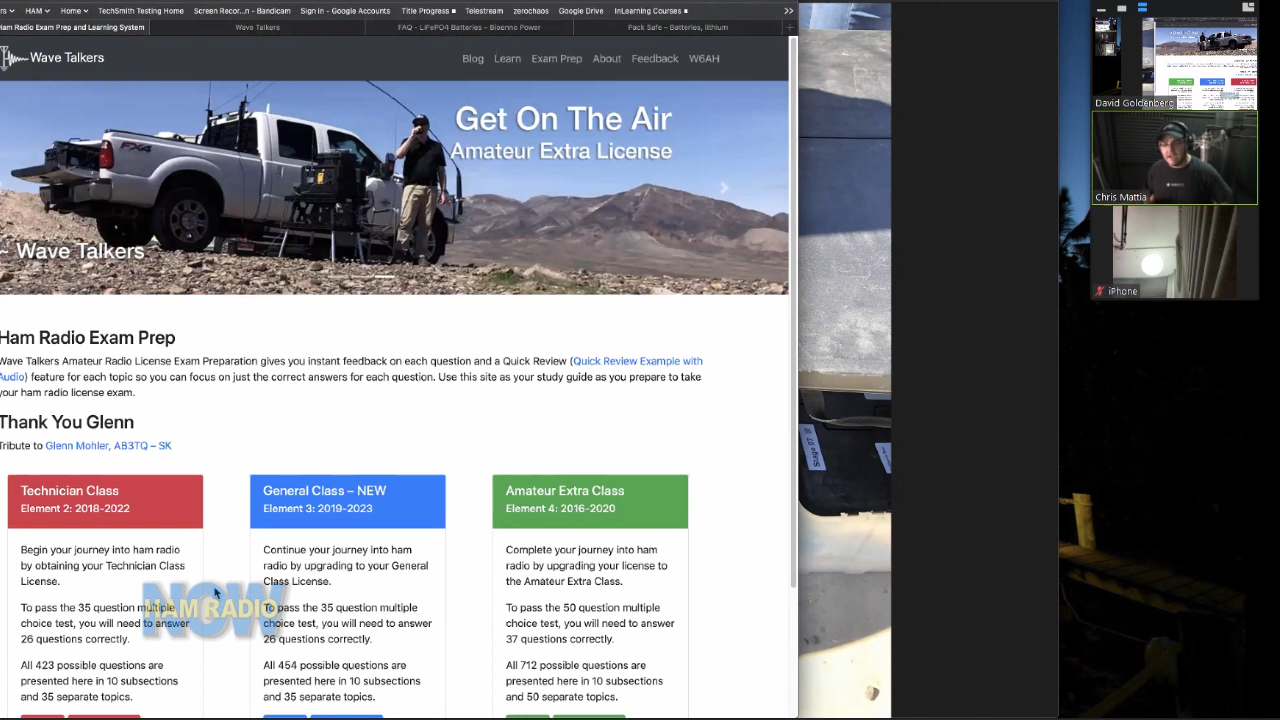 HAM
TechSmith Testing Home
Screen Recor...n - Bandicam
Sign in - Google Accounts
Title Progress
vStream
zerochaos
Google Drive
InLearning Courses
Ham Radio Exam Prep and Learning System
Wave Talkers
FAQ – LiFePO4 Batteries – Bioenno Power
Pack Safe – Batteries, lithium
Wave Talkers
Blog Learn Exam Prep About Feedback W6AH
Get On The Air
Amateur Extra License
FX4
~ Wave Talkers
Ham Radio Exam Prep
Wave Talkers Amateur Radio License Exam Preparation gives you instant feedback on each question and a Quick Review (Quick Review Example with
Audio) feature for each topic so you can focus on just the correct answers for each question. Use this site as your study guide as you prepare to take
your ham radio license exam.
Thank You Glenn
Tribute to Glenn Mohler, AB3TQ – SK
Technician Class
Element 2: 2018-2022
Begin your journey into ham radio
by obtaining your Technician Class
License.
To pass the 35 question multiple
choice test, you will need to answer
26 questions correctly.
All 423 possible questions are
presented here in 10 subsections
and 35 separate topics.
General Class – NEW
Element 3: 2019-2023
Continue your journey into ham
radio by upgrading to your General
Class License.
To pass the 35 question multiple
choice test, you will need to answer
26 questions correctly.
All 454 possible questions are
presented here in 10 subsections
and 35 separate topics.
Amateur Extra Class
Element 4: 2016-2020
Complete your journey into ham
radio by upgrading your license to
the Amateur Extra Class.
To pass the 50 question multiple
choice test, you will need to answer
37 questions correctly.
All 712 possible questions are
presented here in 10 subsections
and 50 separate topics.
HAM RADIO
NOW
Stage 07
David Goldenberg
Chris Mattia
iPhone